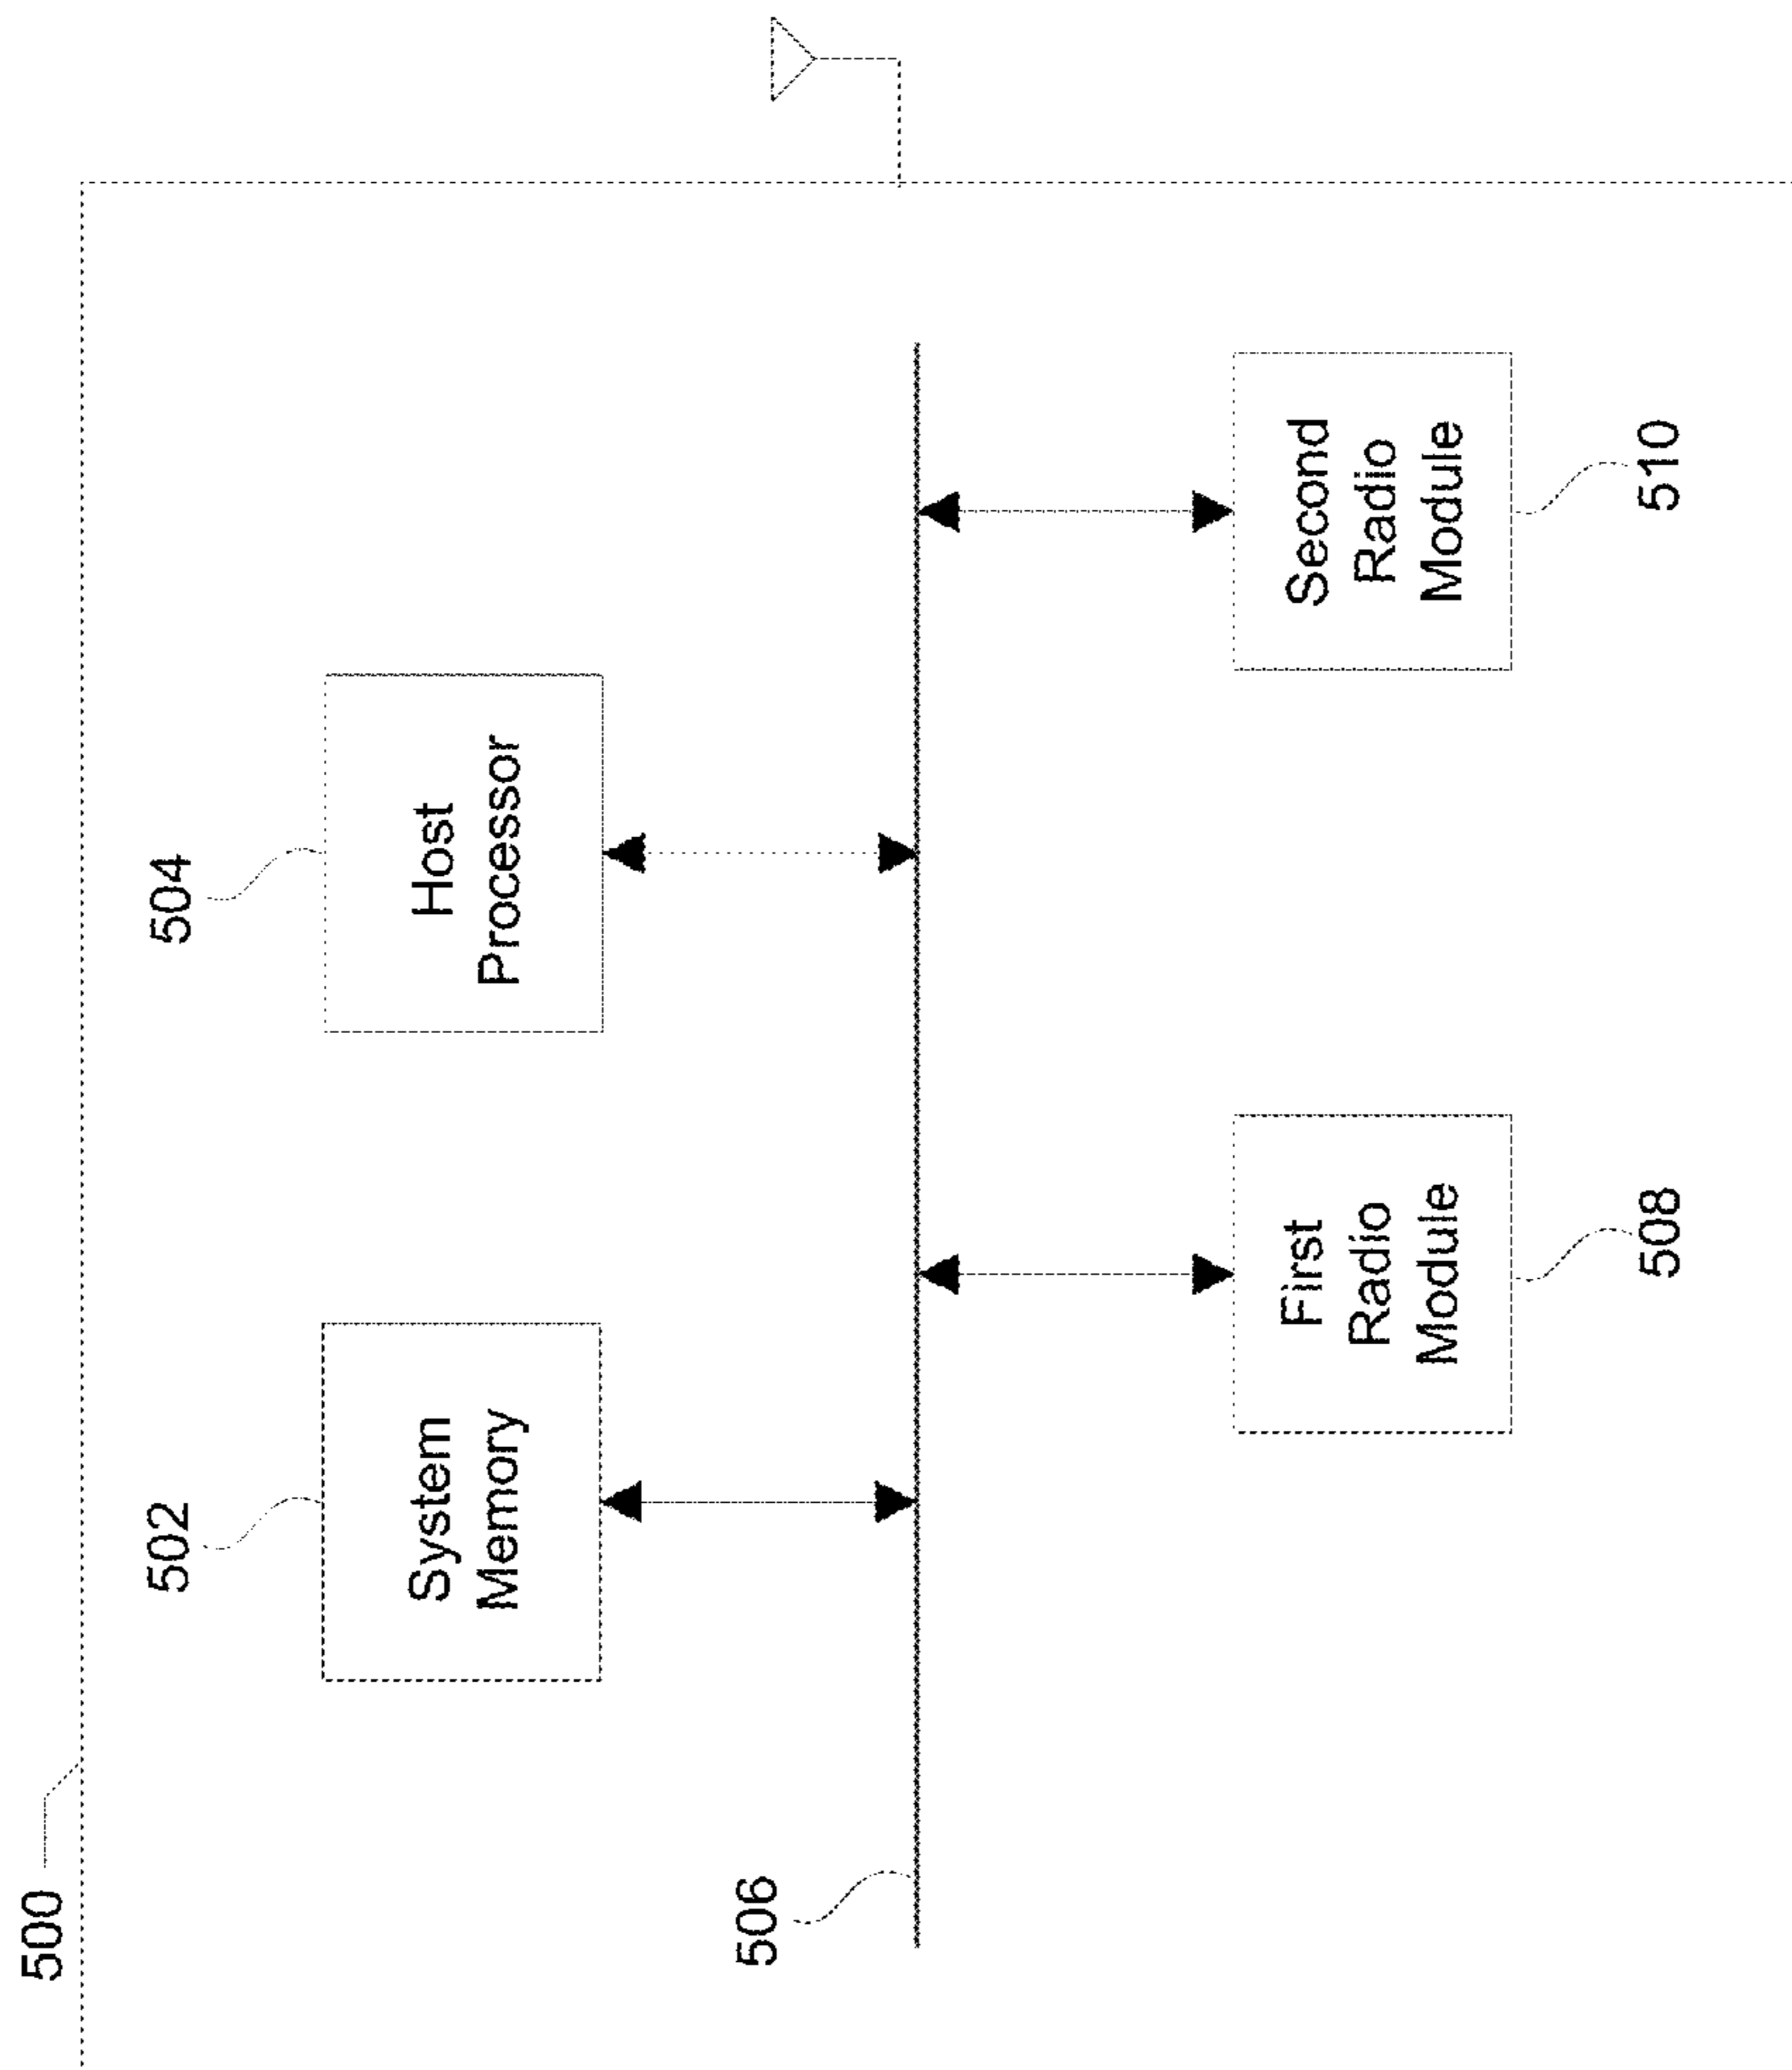 500
502
System
Memory
504
Host
Processor
506
508
First
Radio
Module
510
Second
Radio
Module